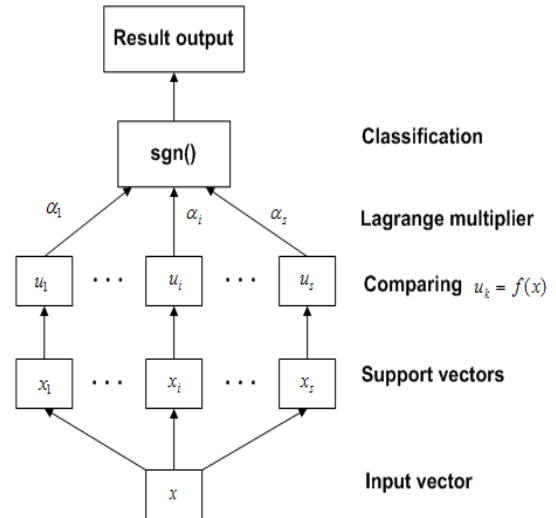 Result output
sgn() Classification
α₁ αᵢ αₛ Lagrange multiplier
u₁ ··· uᵢ ··· uₛ Comparing uₖ = f(x)
x₁ ··· xᵢ ··· xₛ Support vectors
x Input vector